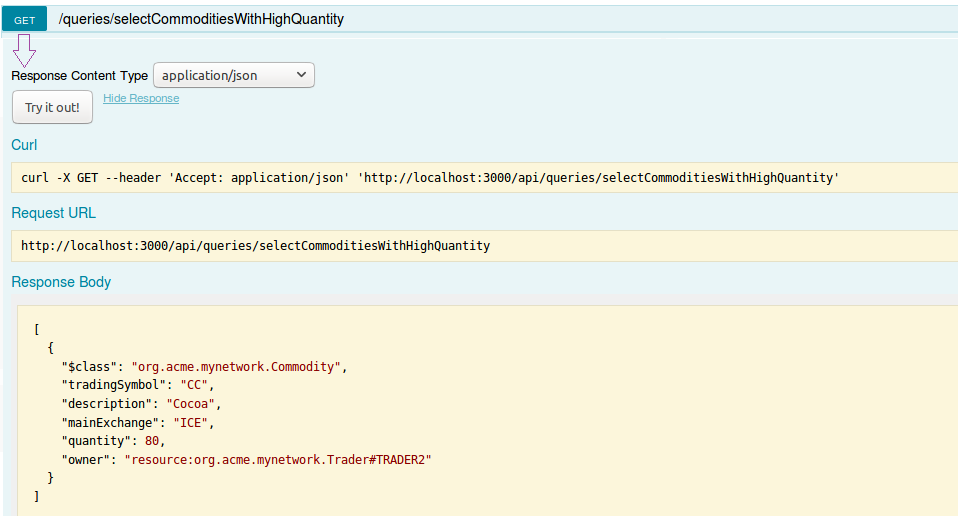 GET /queries/selectCommoditiesWithHighQuantity
Response Content Type application/json
Try it out! Hide Response
Curl
curl -X GET --header 'Accept: application/json' 'http://localhost:3000/api/queries/selectCommoditiesWithHighQuantity'
Request URL
http://localhost:3000/api/queries/selectCommoditiesWithHighQuantity
Response Body
[
  {
    "$class": "org.acme.mynetwork.Commodity",
    "tradingSymbol": "CC",
    "description": "Cocoa",
    "mainExchange": "ICE",
    "quantity": 80,
    "owner": "resource:org.acme.mynetwork.Trader#TRADER2"
  }
]